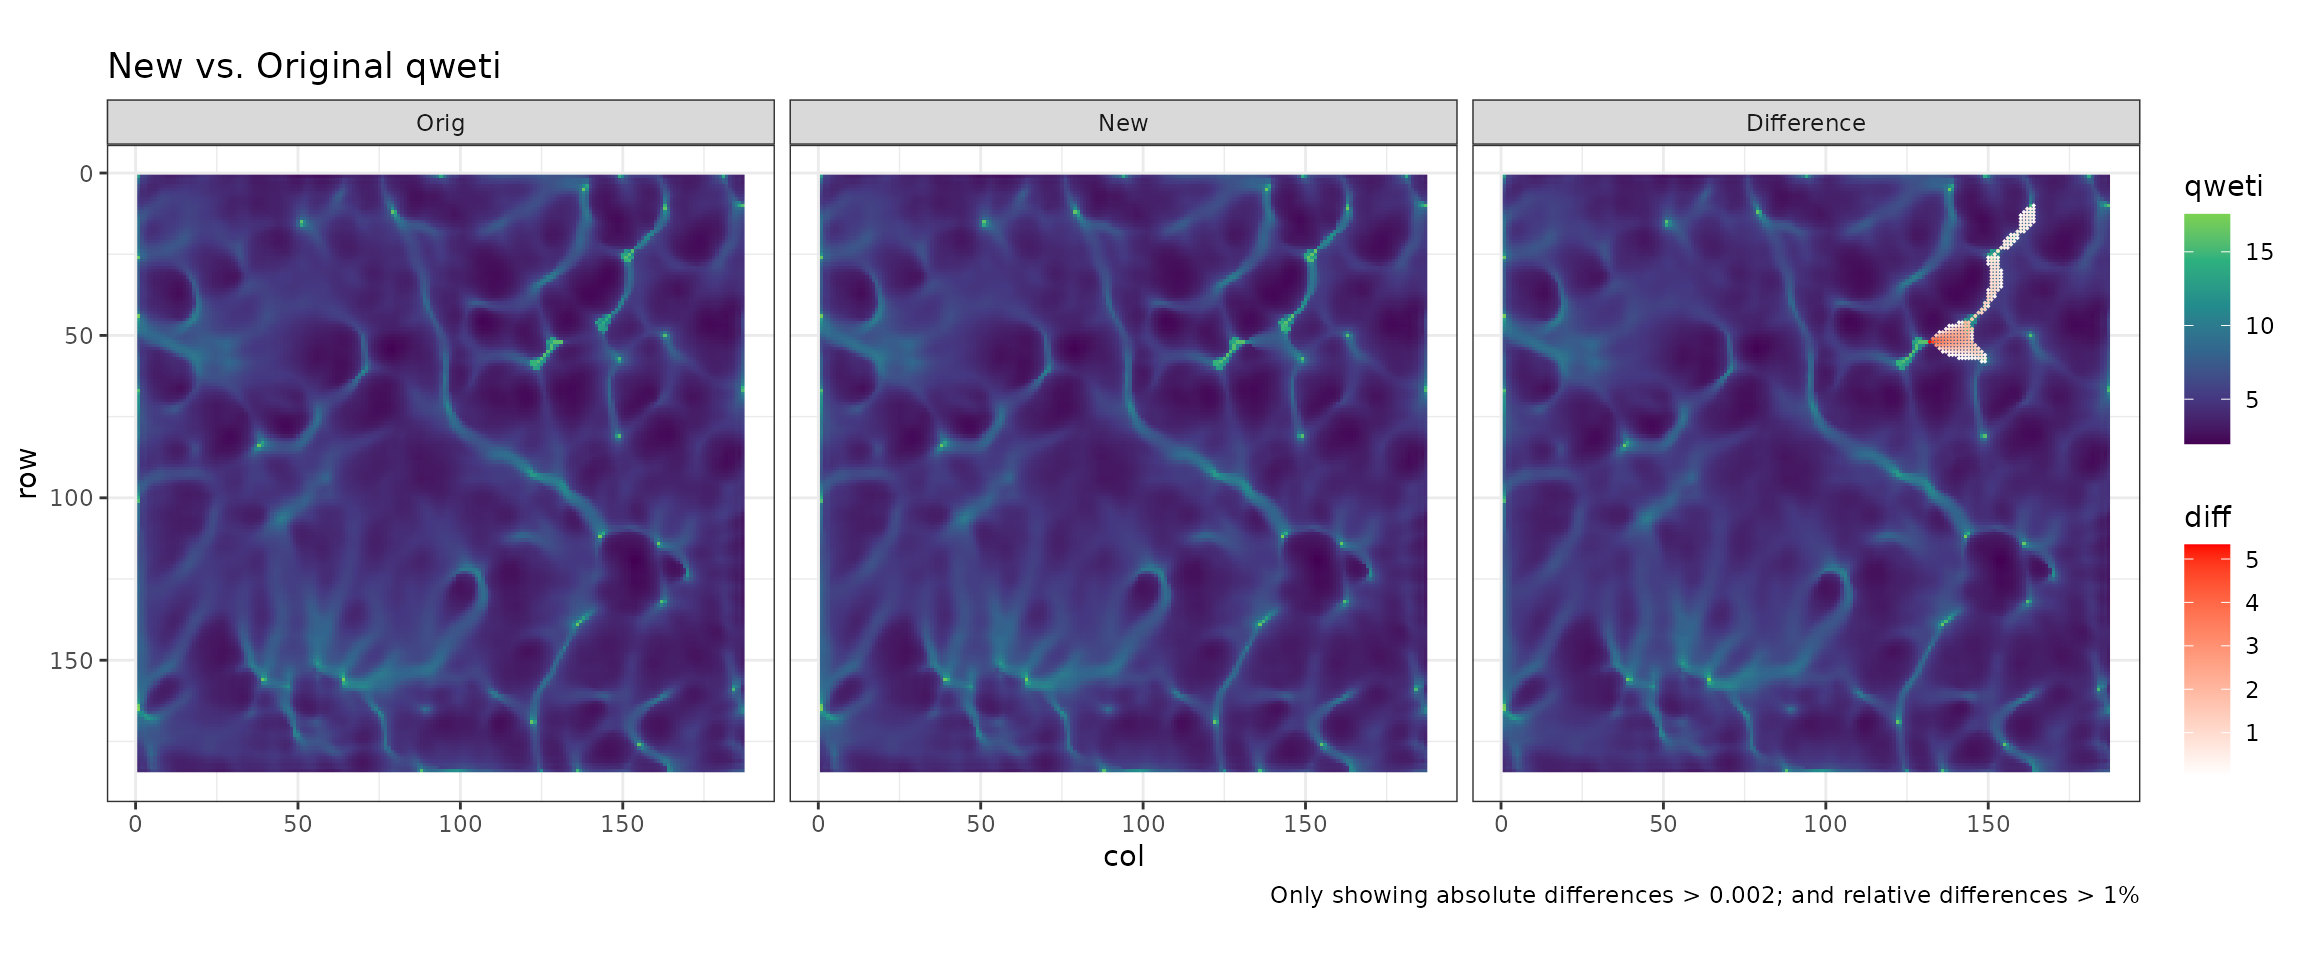 New vs. Original qweti
Orig
New
Difference
0
50
100
150
row
0
50
100
150
0
50
100
150
0
50
100
150
col
qweti
15
10
5
diff
5
4
3
2
1
Only showing absolute differences > 0.002; and relative differences > 1%